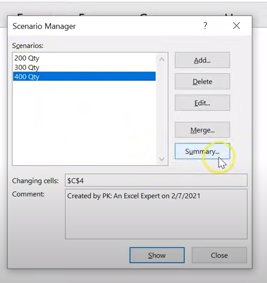 Scenario Manager ? ×
Scenarios:
200 Qty
300 Qty
400 Qty
Add...
Delete
Edit...
Merge...
Summary...
Changing cells: $C$4
Comment: Created by PK: An Excel Expert on 2/7/2021
Show Close